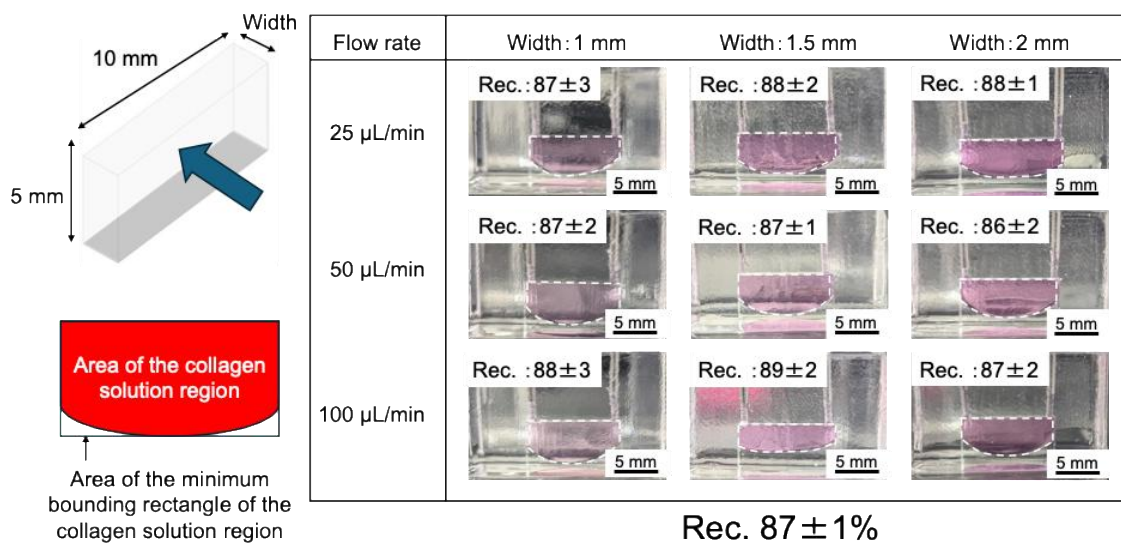 Width
10 mm
5 mm
Area of the collagen
solution region
Area of the minimum
bounding rectangle of the
collagen solution region
Flow rate
Width：1 mm
Width：1.5 mm
Width：2 mm
25 μL/min
Rec.：87±3
5 mm
Rec.：88±2
5 mm
Rec.：88±1
5 mm
50 μL/min
Rec.：87±2
5 mm
Rec.：87±1
5 mm
Rec.：86±2
5 mm
100 μL/min
Rec.：88±3
5 mm
Rec.：89±2
5 mm
Rec.：87±2
5 mm
Rec. 87±1%